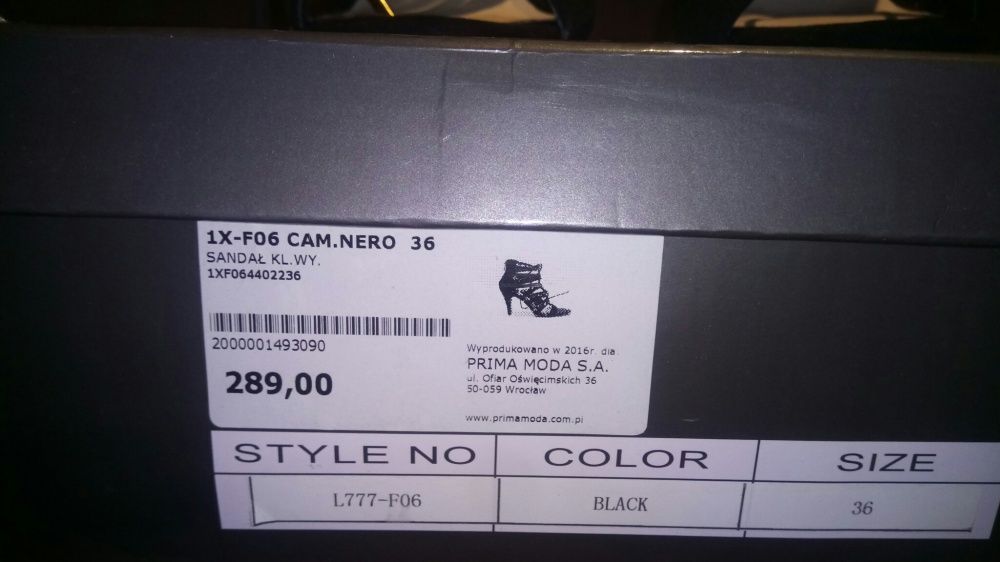 1X-F06 CAM.NERO 36
SANDAŁ KL.WY.
1XF064402236
2000001493090
289,00
Wyprodukowano w 2016r. dla
PRIMA MODA S.A.
ul. Ofiar Oświęcimskich 36
50-059 Wrocław
www.primamoda.com.pl
STYLE NO COLOR SIZE
L777-F06 BLACK 36